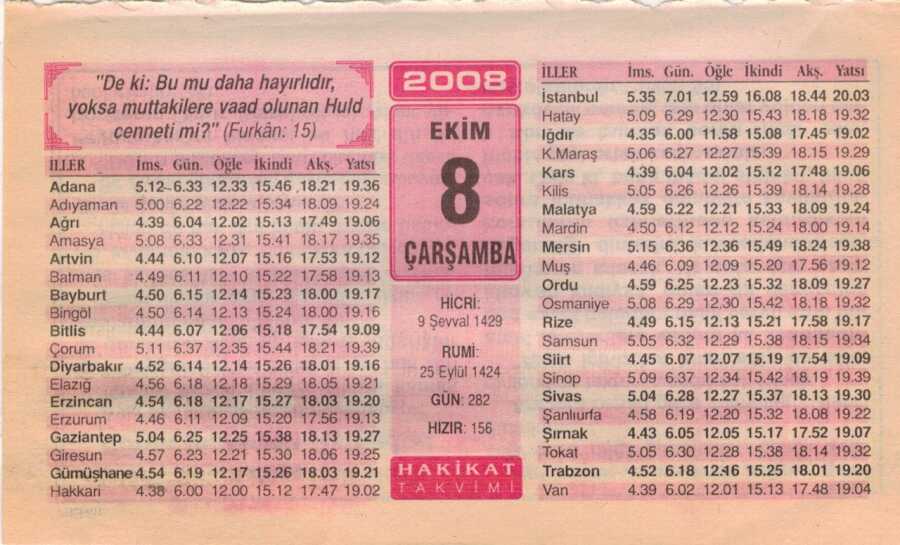 "De ki: Bu mu daha hayırlıdır,
yoksa muttakilere vaad olunan Huld
cenneti mi?" (Furkân: 15)
İLLER İms. Gün. Öğle İkindi Akş. Yatsı
Adana 5.12 6.33 12.33 15.46 18.21 19.36
Adıyaman 5.00 6.22 12.22 15.34 18.09 19.24
Ağrı 4.39 6.04 12.02 15.13 17.49 19.06
Amasya 5.08 6.33 12.31 15.41 18.17 19.35
Artvin 4.44 6.10 12.07 15.16 17.53 19.12
Batman 4.49 6.11 12.10 15.22 17.58 19.13
Bayburt 4.50 6.15 12.14 15.23 18.00 19.17
Bingöl 4.50 6.14 12.13 15.24 18.00 19.16
Bitlis 4.44 6.07 12.06 15.18 17.54 19.09
Çorum 5.11 6.37 12.35 15.44 18.21 19.39
Diyarbakır 4.52 6.14 12.14 15.26 18.01 19.16
Elazığ 4.56 6.18 12.18 15.29 18.05 19.21
Erzincan 4.54 6.18 12.17 15.27 18.03 19.20
Erzurum 4.46 6.11 12.09 15.20 17.56 19.13
Gaziantep 5.04 6.25 12.25 15.38 18.13 19.27
Giresun 4.57 6.23 12.21 15.30 18.06 19.25
Gümüşhane 4.54 6.19 12.17 15.26 18.03 19.21
Hakkari 4.38 6.00 12.00 15.12 17.47 19.02
2008
EKİM
8
ÇARŞAMBA
HİCRİ:
9 Şevval 1429
RUMİ:
25 Eylül 1424
GÜN: 282
HIZIR: 156
HAKİKAT
TAKVİMİ
İLLER İms. Gün. Öğle İkindi Akş. Yatsı
İstanbul 5.35 7.01 12.59 16.08 18.44 20.03
Hatay 5.09 6.29 12.30 15.43 18.18 19.32
Iğdır 4.35 6.00 11.58 15.08 17.45 19.02
K.Maraş 5.06 6.27 12.27 15.39 18.15 19.29
Kars 4.39 6.04 12.02 15.12 17.48 19.06
Kilis 5.05 6.26 12.26 15.39 18.14 19.28
Malatya 4.59 6.22 12.21 15.33 18.09 19.24
Mardin 4.50 6.12 12.12 15.24 18.00 19.14
Mersin 5.15 6.36 12.36 15.49 18.24 19.38
Muş 4.46 6.09 12.09 15.20 17.56 19.12
Ordu 4.59 6.25 12.23 15.32 18.09 19.27
Osmaniye 5.08 6.29 12.30 15.42 18.18 19.32
Rize 4.49 6.15 12.13 15.21 17.58 19.17
Samsun 5.05 6.32 12.29 15.38 18.15 19.34
Siirt 4.45 6.07 12.07 15.19 17.54 19.09
Sinop 5.09 6.37 12.34 15.42 18.19 19.39
Sivas 5.04 6.28 12.27 15.37 18.13 19.30
Şanlıurfa 4.58 6.19 12.20 15.32 18.08 19.22
Şırnak 4.43 6.05 12.05 15.17 17.52 19.07
Tokat 5.05 6.30 12.28 15.38 18.14 19.32
Trabzon 4.52 6.18 12.16 15.25 18.01 19.20
Van 4.39 6.02 12.01 15.13 17.48 19.04